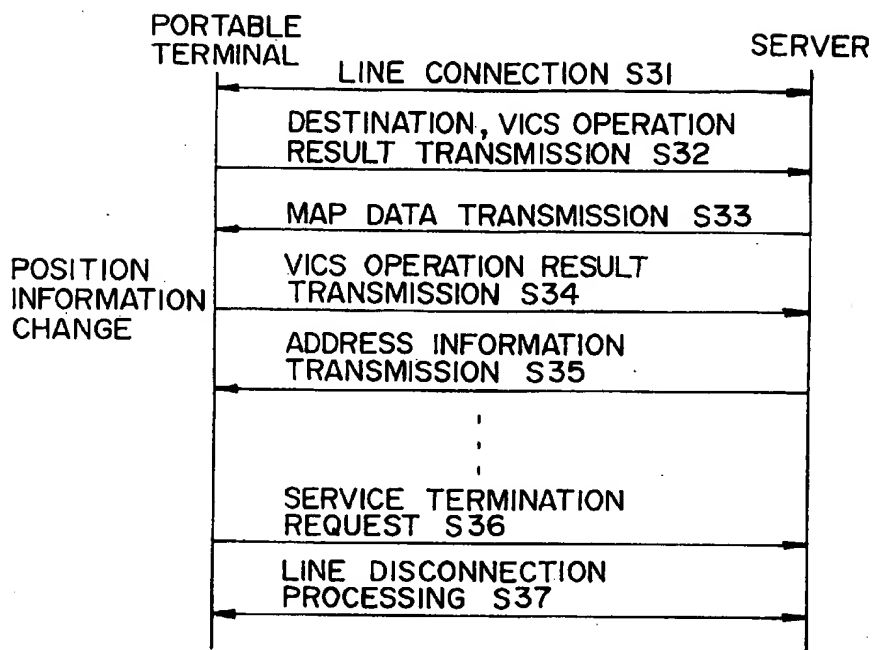 PORTABLE
TERMINAL
SERVER
LINE CONNECTION S31
DESTINATION, VICS OPERATION
RESULT TRANSMISSION S32
MAP DATA TRANSMISSION S33
POSITION
INFORMATION
CHANGE
VICS OPERATION RESULT
TRANSMISSION S34
ADDRESS INFORMATION
TRANSMISSION S35
SERVICE TERMINATION
REQUEST S36
LINE DISCONNECTION
PROCESSING S37